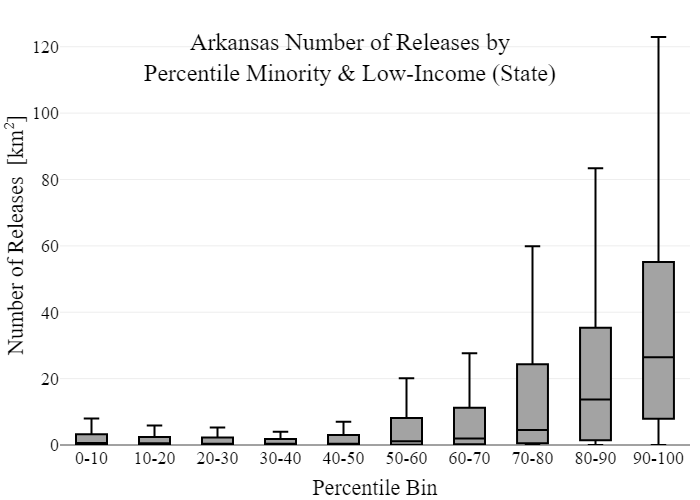 Arkansas Number of Releases by
Percentile Minority & Low-Income (State)
Number of Releases [km²]
120
100
80
60
40
20
0
0-10 10-20 20-30 30-40 40-50 50-60 60-70 70-80 80-90 90-100
Percentile Bin